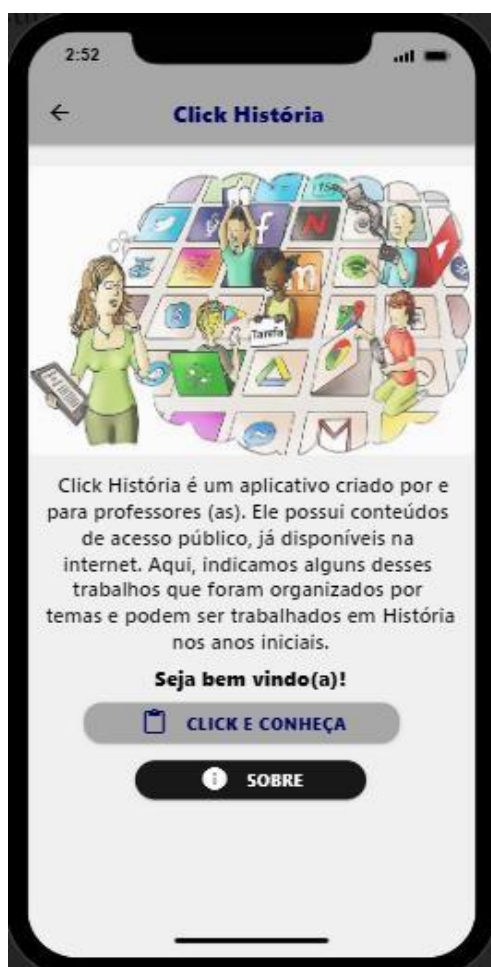 2:52
Click História
Tarefa
Click História é um aplicativo criado por e
para professores (as). Ele possui conteúdos
de acesso público, já disponíveis na
internet. Aqui, indicamos alguns desses
trabalhos que foram organizados por
temas e podem ser trabalhados em História
nos anos iniciais.
Seja bem vindo(a)!
CLICK E CONHEÇA
SOBRE